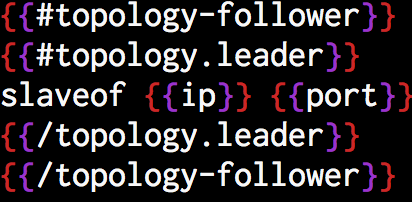 {{#topology-follower}}
{{#topology.leader}}
slaveof {{ip}} {{port}}
{{/topology.leader}}
{{/topology-follower}}